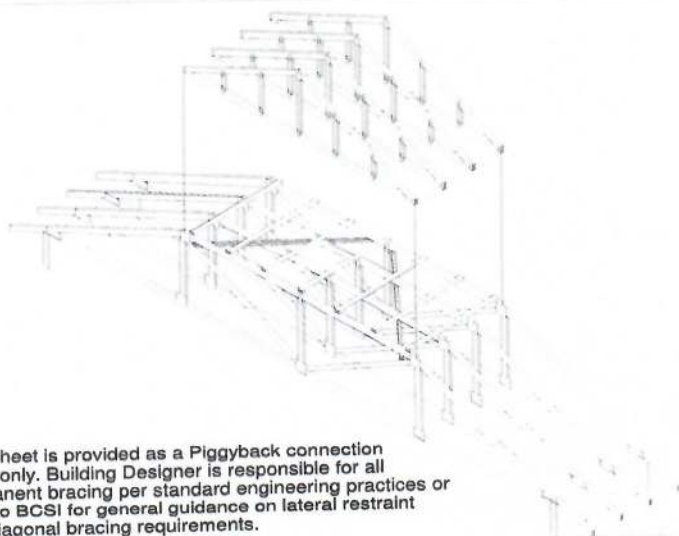 heet is provided as a Piggyback connection
only. Building Designer is responsible for all
anent bracing per standard engineering practices or
o BCSI for general guidance on lateral restraint
iagonal bracing requirements.